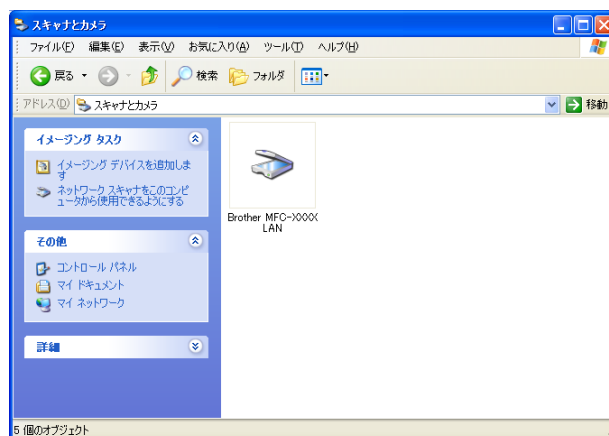 スキャナとカメラ
ファイル(F) 編集(E) 表示(V) お気に入り(A) ツール(T) ヘルプ(H)
戻る 検索 フォルダ
アドレス(D) スキャナとカメラ 移動
イメージング タスク
イメージング デバイスを追加しま
す
ネットワーク スキャナをこのコンピ
ュータから使用できるようにする
その他
コントロール パネル
マイ ドキュメント
マイ ネットワーク
詳細
Brother MFC-XXXX
LAN
5 個のオブジェクト